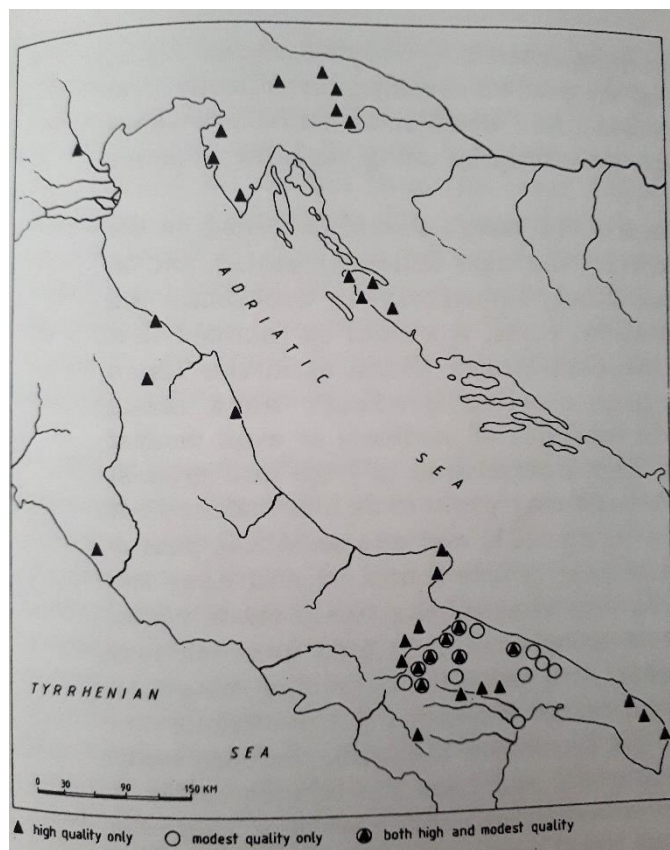 ADRIATIC
SEA
TYRRHENIAN
SEA
0 30 90 150 KM
high quality only modest quality only both high and modest quality